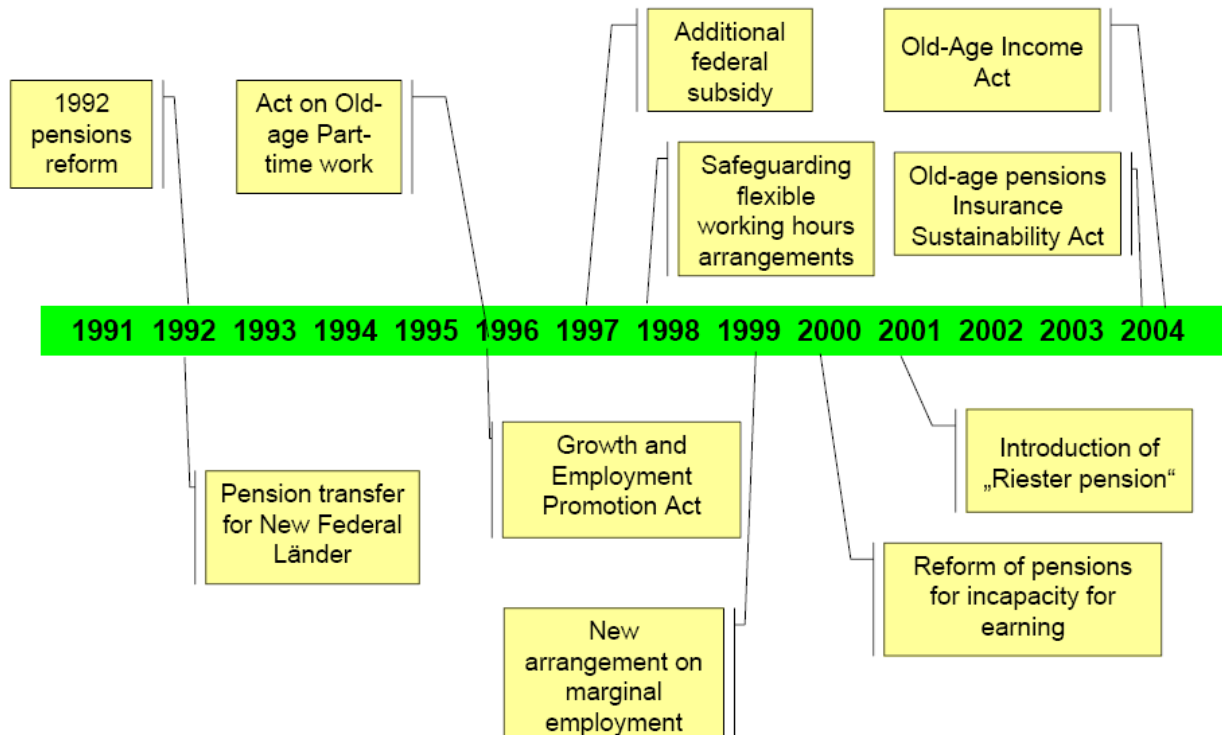 1992
pensions
reform
Act on Old-
age Part-
time work
Additional
federal
subsidy
Old-Age Income
Act
Safeguarding
flexible
working hours
arrangements
Old-age pensions
Insurance
Sustainability Act
1991 1992 1993 1994 1995 1996 1997 1998 1999 2000 2001 2002 2003 2004
Pension transfer
for New Federal
Länder
Growth and
Employment
Promotion Act
New
arrangement on
marginal
employment
Introduction of
„Riester pension“
Reform of pensions
for incapacity for
earning